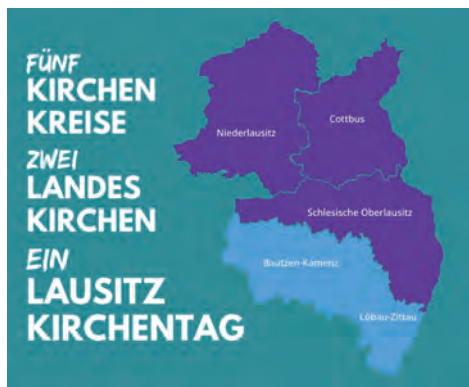 FÜNF
KIRCHEN
KREISE
ZWEI
LANDES
KIRCHEN
EIN
LAUSITZ
KIRCHENTAG
Niederlausitz
Cottbus
Schlesische Oberlausitz
Bautzen-Kamenz
Löbau-Zittau